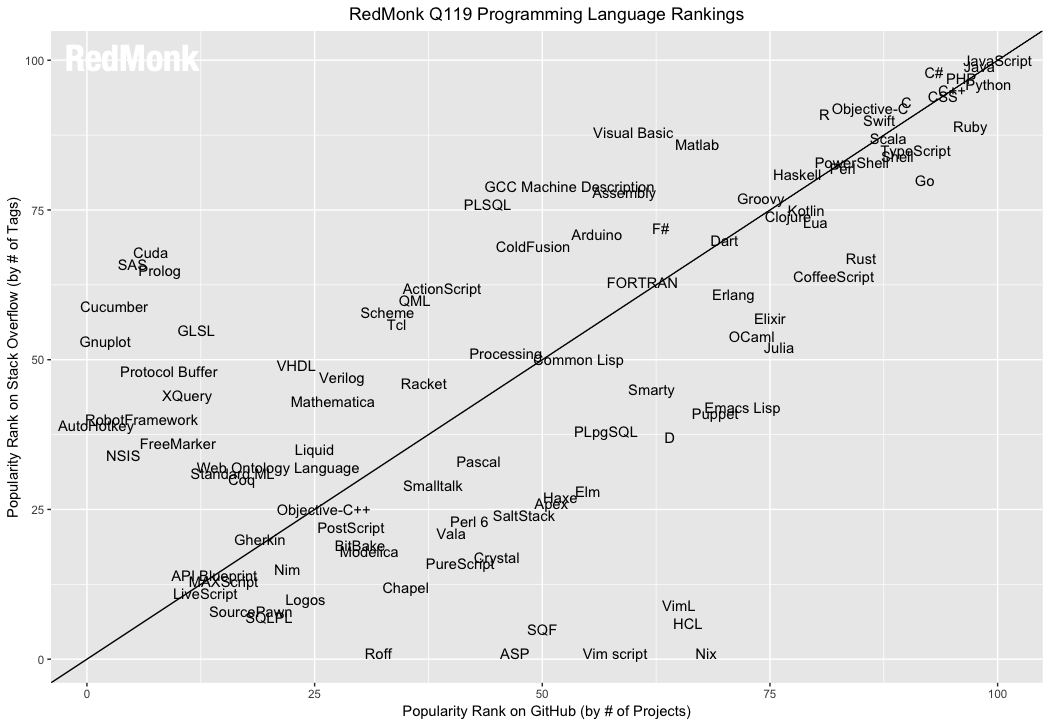 RedMonk Q119 Programming Language Rankings
RedMonk
Popularity Rank on Stack Overflow (by # of Tags)
100
75
50
25
0
JavaScript
Java
C#
PHP
Python
C++
CSS
C
Objective-C
R
Swift
Ruby
Visual Basic
Scala
Matlab
TypeScript
Shell
PowerShell
Perl
Haskell
Go
GCC Machine Description
Assembly
Groovy
PLSQL
Kotlin
Clojure
Lua
F#
Arduino
Dart
ColdFusion
Cuda
Rust
SAS
Prolog
CoffeeScript
FORTRAN
ActionScript
Erlang
QML
Cucumber
Scheme
Elixir
Tcl
GLSL
OCaml
Gnuplot
Julia
Processing
Common Lisp
VHDL
Protocol Buffer
Verilog
Racket
Smarty
XQuery
Mathematica
Emacs Lisp
Puppet
RobotFramework
AutoHotkey
PLpgSQL
D
FreeMarker
Liquid
NSIS
Pascal
Web Ontology Language
Standard ML
Coq
Smalltalk
Elm
Haxe
Apex
Objective-C++
SaltStack
Perl 6
PostScript
Vala
Gherkin
BitBake
Modelica
Crystal
PureScript
Nim
API Blueprint
MAXScript
Chapel
LiveScript
Logos
VimL
SourcePawn
SQLPL
HCL
SQF
Roff
ASP
Vim script
Nix
0
25
50
75
100
Popularity Rank on GitHub (by # of Projects)